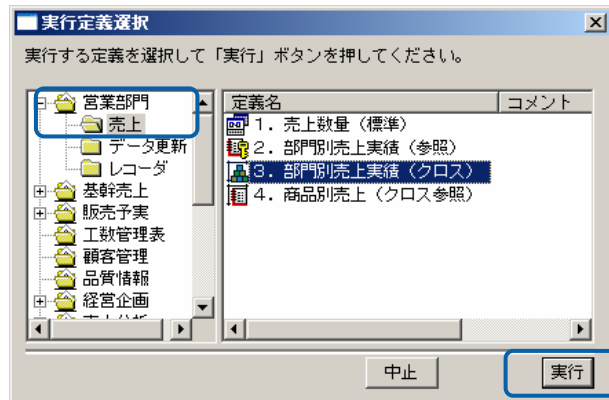 実行定義選択
実行する定義を選択して「実行」ボタンを押してください。
営業部門
売上
データ更新
レコーダ
基幹売上
販売予実
工数管理表
顧客管理
品質情報
経営企画
定義名 コメント
1．売上数量（標準）
2．部門別売上実績（参照）
3．部門別売上実績（クロス）
4．商品別売上（クロス参照）
中止 実行